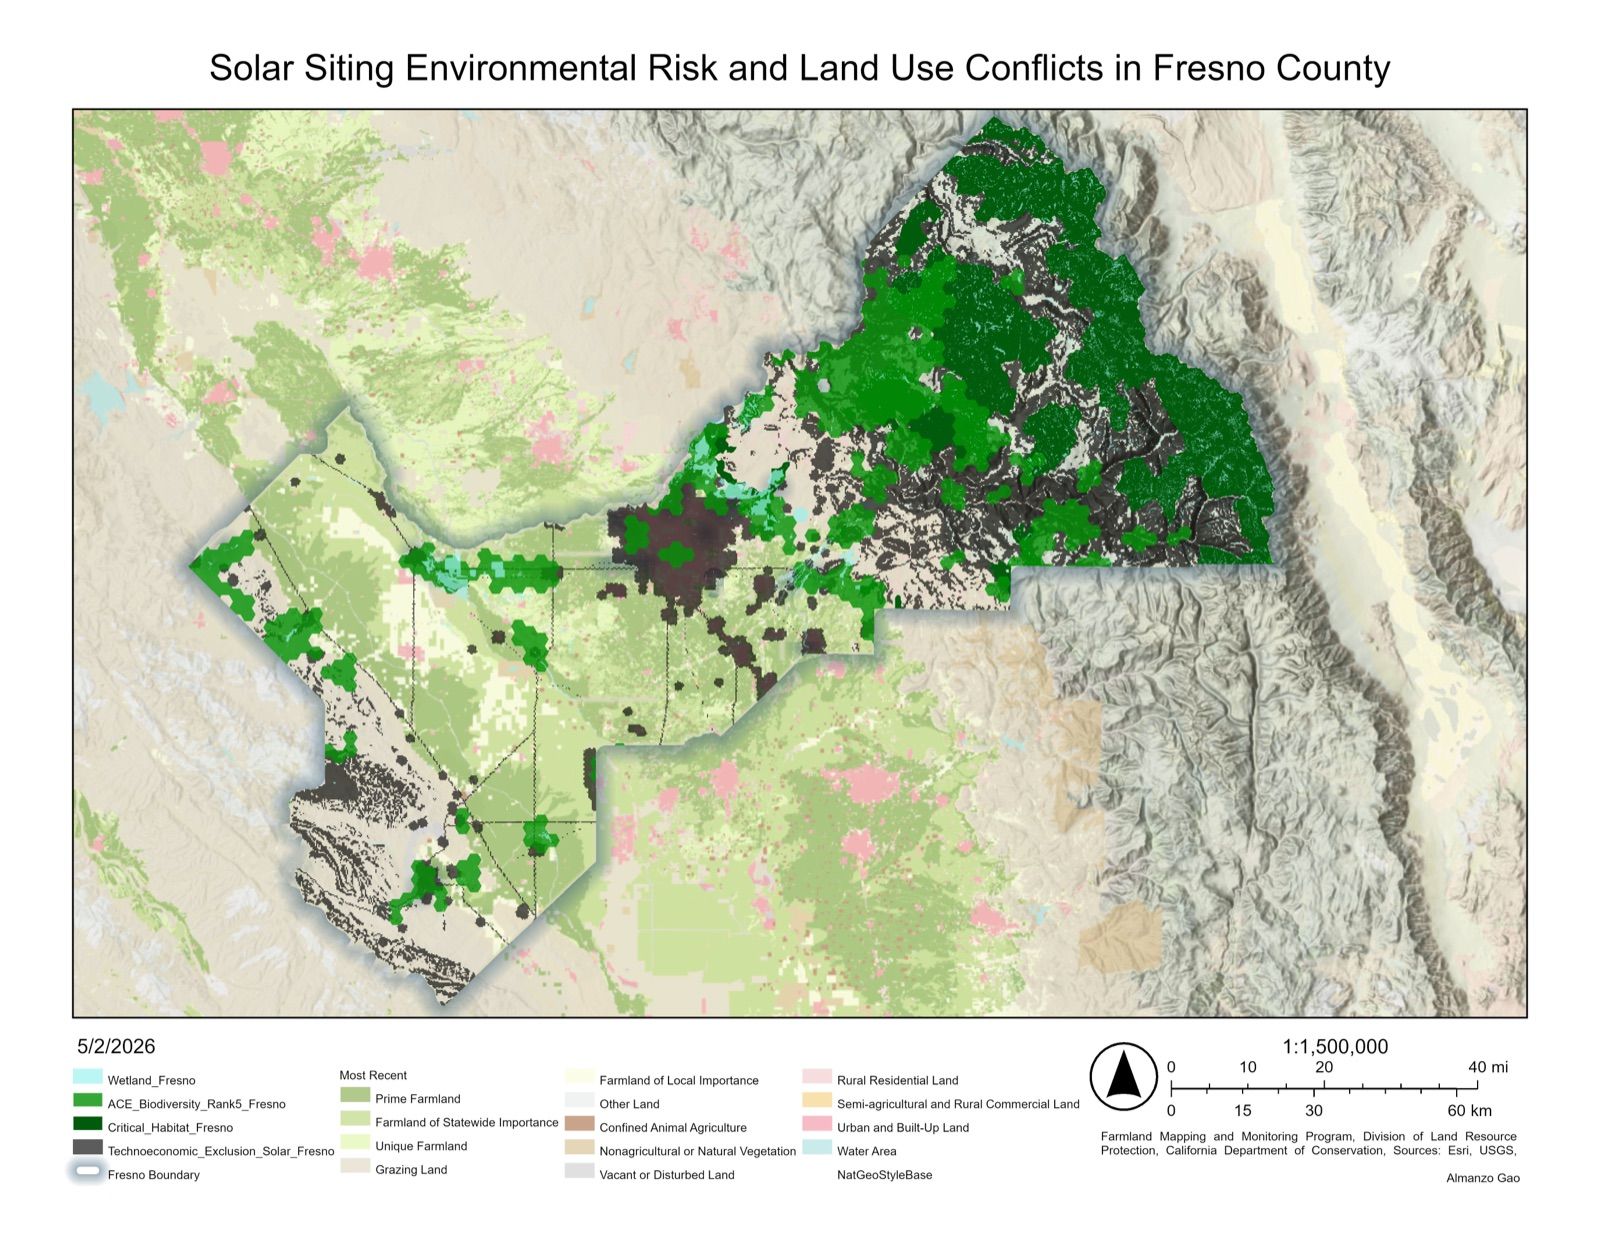 Solar Siting Environmental Risk and Land Use Conflicts in Fresno County
5/2/2026
Wetland_Fresno
ACE_Biodiversity_Rank5_Fresno
Critical_Habitat_Fresno
Technoeconomic_Exclusion_Solar_Fresno
Fresno Boundary
Most Recent
Prime Farmland
Farmland of Statewide Importance
Unique Farmland
Grazing Land
Farmland of Local Importance
Other Land
Confined Animal Agriculture
Nonagricultural or Natural Vegetation
Vacant or Disturbed Land
Rural Residential Land
Semi-agricultural and Rural Commercial Land
Urban and Built-Up Land
Water Area
NatGeoStyleBase
1:1,500,000
0 10 20 40 mi
0 15 30 60 km
Farmland Mapping and Monitoring Program, Division of Land Resource
Protection, California Department of Conservation, Sources: Esri, USGS,
Almanzo Gao